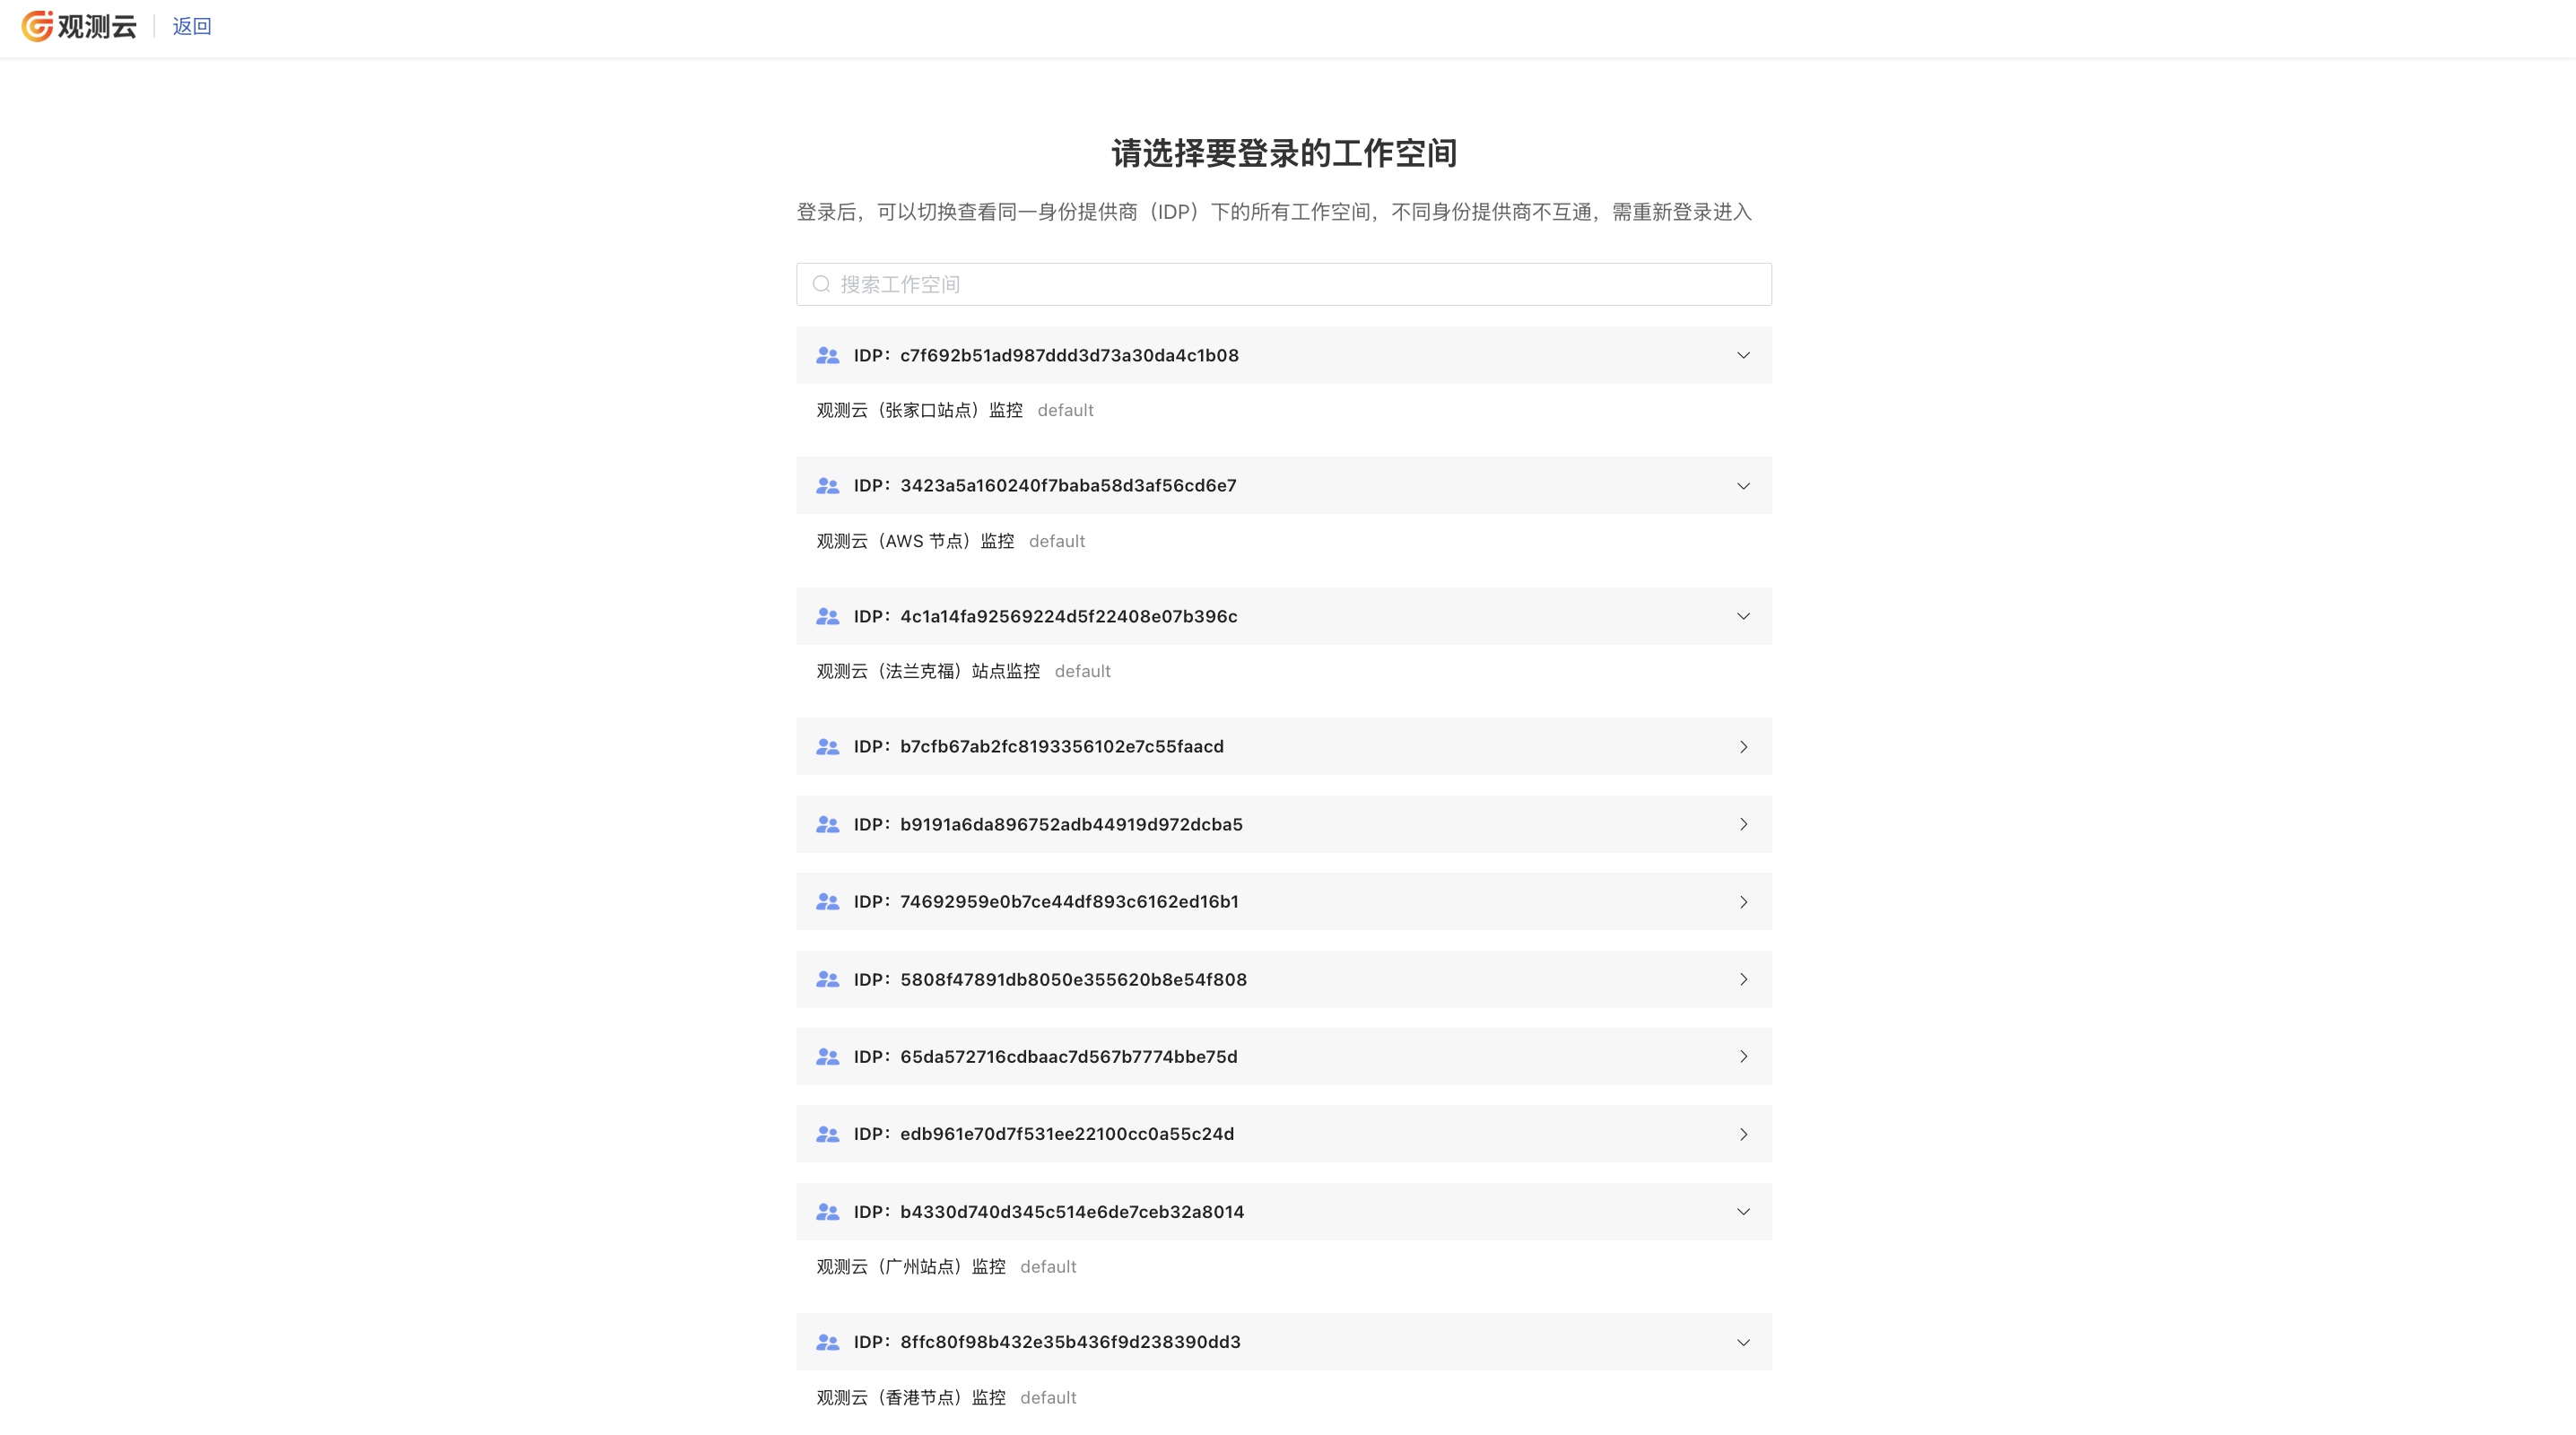 观测云 返回
请选择要登录的工作空间
登录后，可以切换查看同一身份提供商（IDP）下的所有工作空间，不同身份提供商不互通，需重新登录进入
搜索工作空间
IDP：c7f692b51ad987ddd3d73a30da4c1b08
观测云（张家口站点）监控 default
IDP：3423a5a160240f7baba58d3af56cd6e7
观测云（AWS 节点）监控 default
IDP：4c1a14fa92569224d5f22408e07b396c
观测云（法兰克福）站点监控 default
IDP：b7cfb67ab2fc8193356102e7c55faacd
IDP：b9191a6da896752adb44919d972dcba5
IDP：74692959e0b7ce44df893c6162ed16b1
IDP：5808f47891db8050e355620b8e54f808
IDP：65da572716cdbaac7d567b7774bbe75d
IDP：edb961e70d7f531ee22100cc0a55c24d
IDP：b4330d740d345c514e6de7ceb32a8014
观测云（广州站点）监控 default
IDP：8ffc80f98b432e35b436f9d238390dd3
观测云（香港节点）监控 default